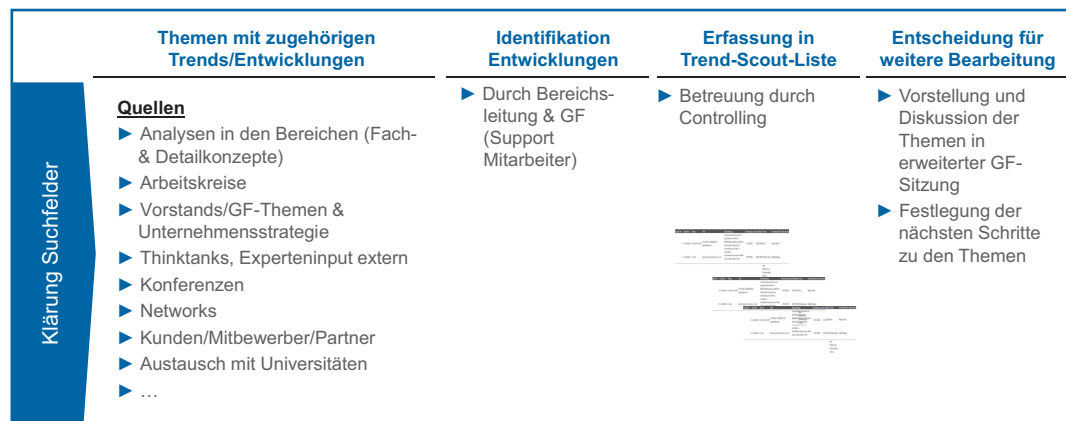 Klärung Suchfelder
Themen mit zugehörigen
Trends/Entwicklungen
Quellen
► Analysen in den Bereichen (Fach-
& Detailkonzepte)
► Arbeitskreise
► Vorstands/GF-Themen &
Unternehmensstrategie
► Thinktanks, Experteninput extern
► Konferenzen
► Networks
► Kunden/Mitbewerber/Partner
► Austausch mit Universitäten
► …
Identifikation
Entwicklungen
► Durch Bereichs-
leitung & GF
(Support
Mitarbeiter)
Erfassung in
Trend-Scout-Liste
► Betreuung durch
Controlling
Entscheidung für
weitere Bearbeitung
► Vorstellung und
Diskussion der
Themen in
erweiterter GF-
Sitzung
► Festlegung der
nächsten Schritte
zu den Themen